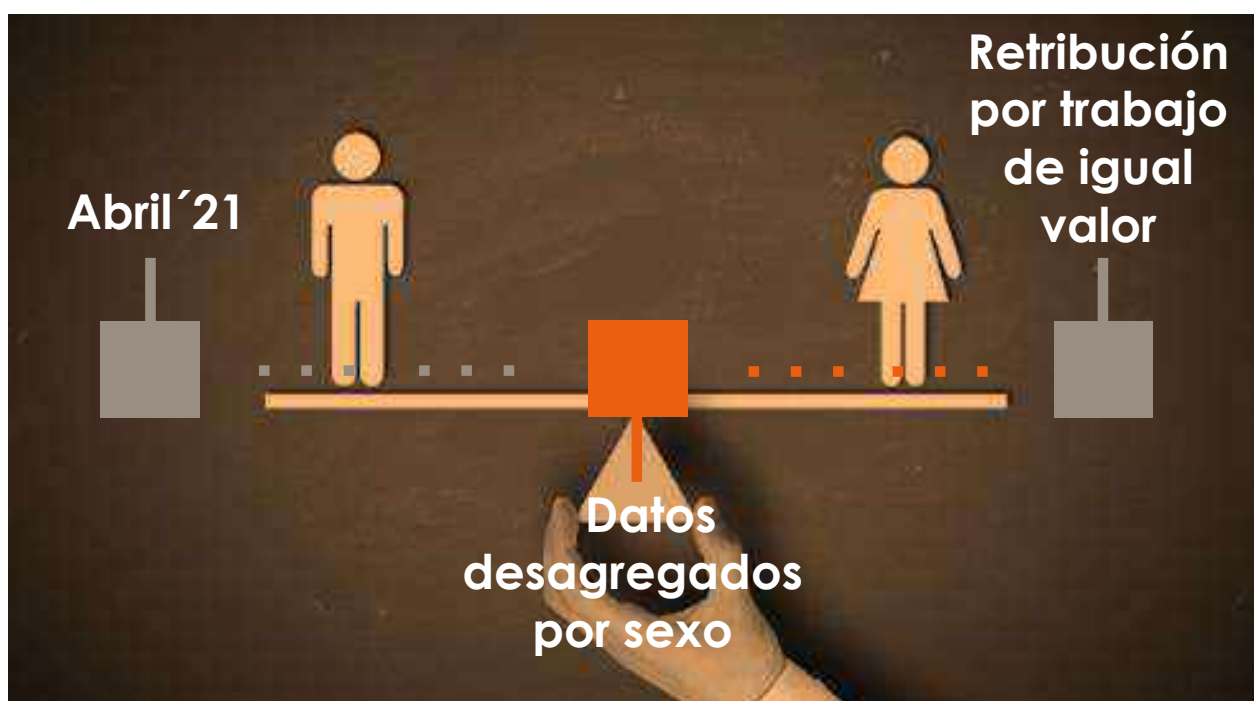 Abril´21
Datos
desagregados
por sexo
Retribución
por trabajo
de igual
valor